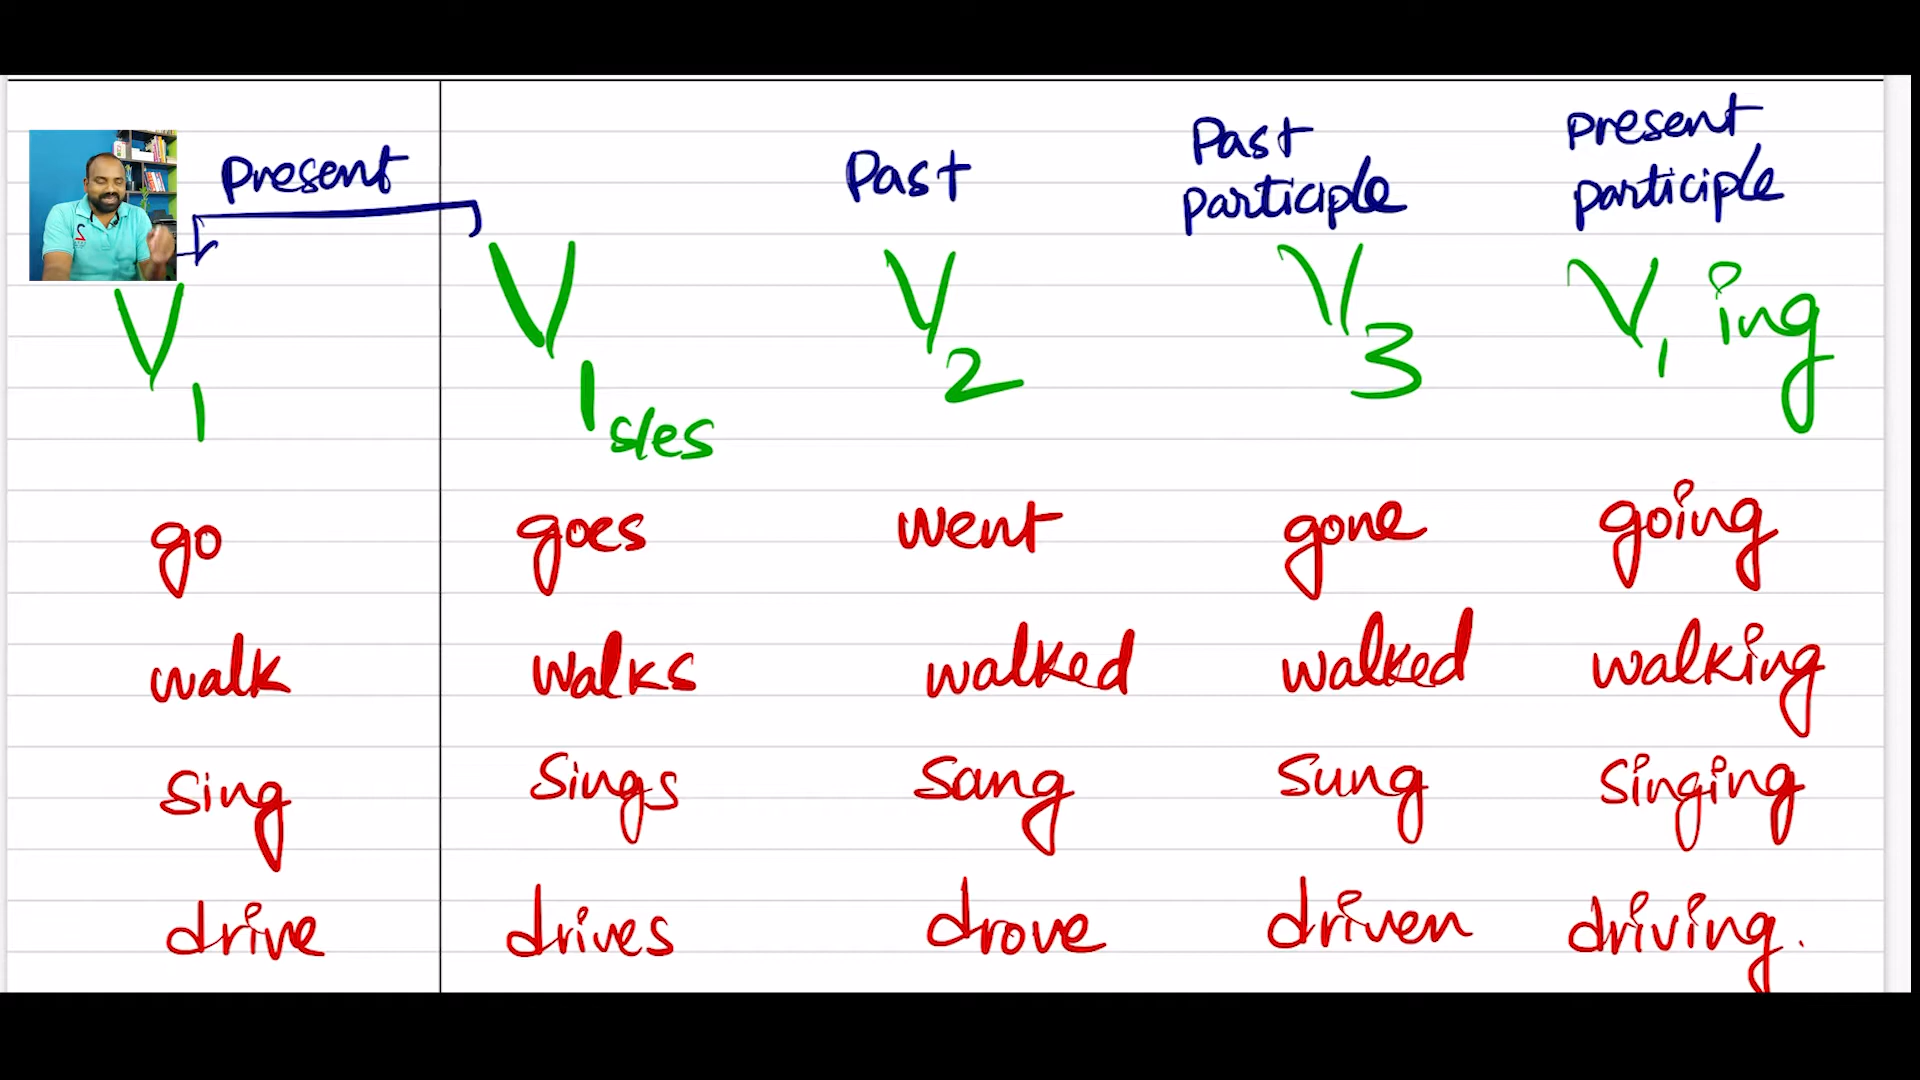 Present Past Past participle Present participle
V1 V1 s/es V2 V3 V1 ing
go goes went gone going
walk walks walked walked walking
sing sings sang sung singing
drive drives drove driven driving.